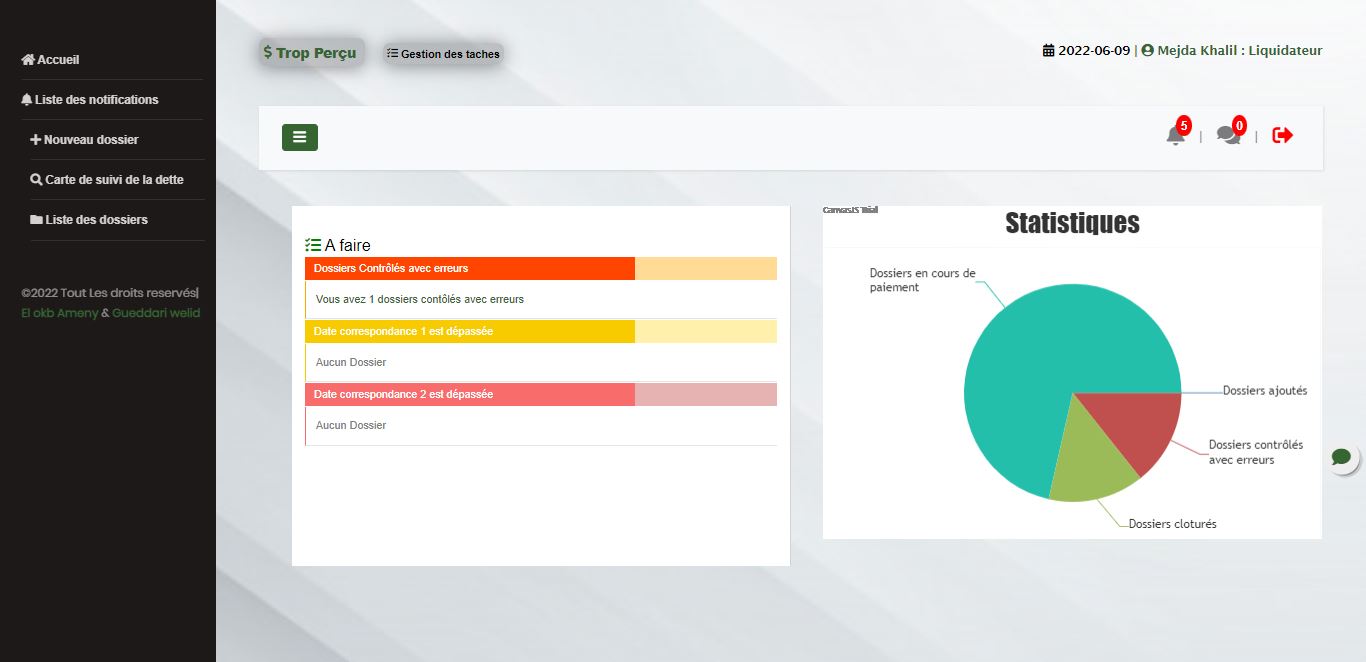 Accueil
Liste des notifications
Nouveau dossier
Carte de suivi de la dette
Liste des dossiers
©2022 Tout Les droits reservés|
El okb Ameny & Gueddari welid
$ Trop Perçu
Gestion des taches
2022-06-09 | Mejda Khalil : Liquidateur
5 | 0 |
A faire
Dossiers Contrôlés avec erreurs
Vous avez 1 dossiers contôlés avec erreurs
Date correspondance 1 est dépassée
Aucun Dossier
Date correspondance 2 est dépassée
Aucun Dossier
CanvasJS Trial
Statistiques
Dossiers en cours de
paiement
Dossiers ajoutés
Dossiers contrôlés
avec erreurs
Dossiers cloturés